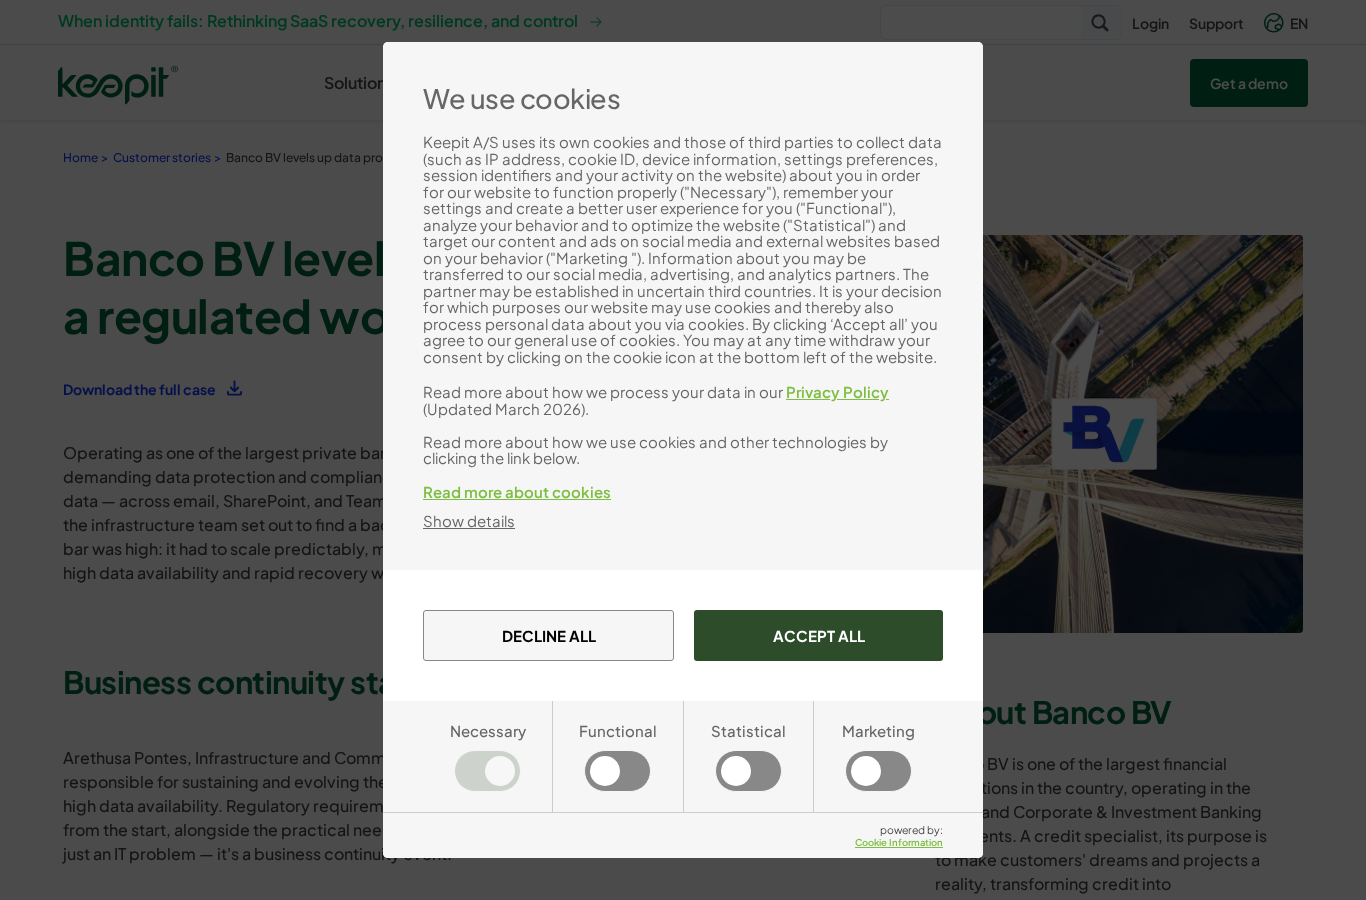 When identity fails: Rethinking SaaS recovery, resilience, and control
Login
Support
EN
keepit®
Solution
Get a demo
Home > Customer stories > Banco BV levels up data pro
Banco BV level
a regulated wo
Download the full case
Operating as one of the largest private ban
demanding data protection and complianc
data — across email, SharePoint, and Team
the infrastructure team set out to find a bac
bar was high: it had to scale predictably, m
high data availability and rapid recovery w
BV
Business continuity sta
Arethusa Pontes, Infrastructure and Comm
responsible for sustaining and evolving the
high data availability. Regulatory requirem
from the start, alongside the practical nee
just an IT problem — it's a business continuity event.
out Banco BV
BV is one of the largest financial
tions in the country, operating in the
and Corporate & Investment Banking
ents. A credit specialist, its purpose is
to make customers' dreams and projects a
reality, transforming credit into
We use cookies
Keepit A/S uses its own cookies and those of third parties to collect data
(such as IP address, cookie ID, device information, settings preferences,
session identifiers and your activity on the website) about you in order
for our website to function properly ("Necessary"), remember your
settings and create a better user experience for you ("Functional"),
analyze your behavior and to optimize the website ("Statistical") and
target our content and ads on social media and external websites based
on your behavior ("Marketing "). Information about you may be
transferred to our social media, advertising, and analytics partners. The
partner may be established in uncertain third countries. It is your decision
for which purposes our website may use cookies and thereby also
process personal data about you via cookies. By clicking ‘Accept all’ you
agree to our general use of cookies. You may at any time withdraw your
consent by clicking on the cookie icon at the bottom left of the website.
Read more about how we process your data in our Privacy Policy
(Updated March 2026).
Read more about how we use cookies and other technologies by
clicking the link below.
Read more about cookies
Show details
DECLINE ALL
ACCEPT ALL
Necessary
Functional
Statistical
Marketing
powered by:
Cookie Information